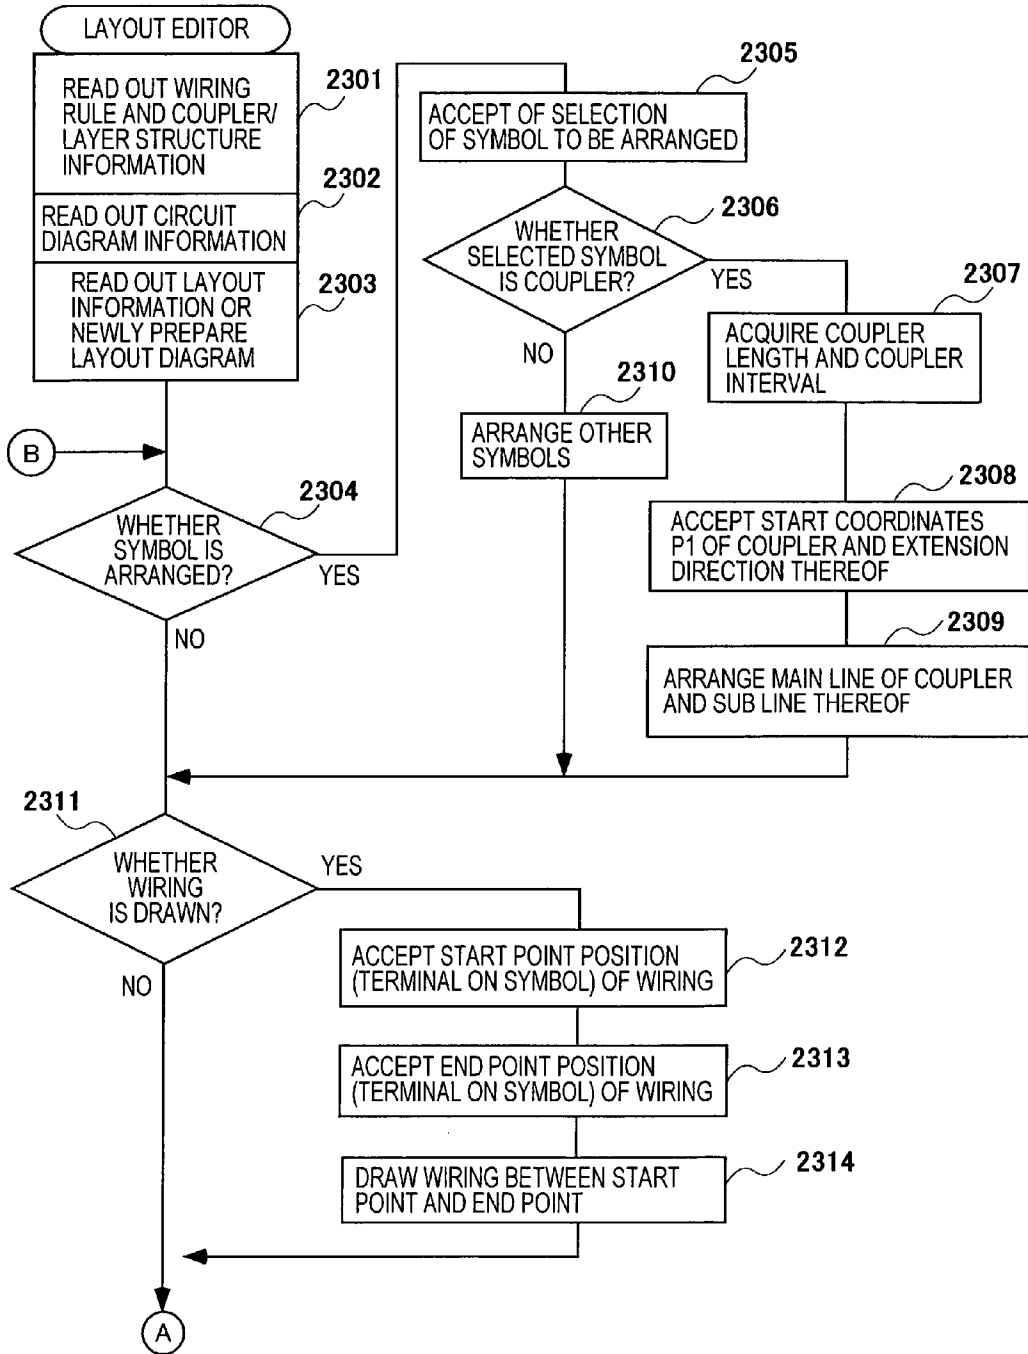 LAYOUT EDITOR
READ OUT WIRING
RULE AND COUPLER/
LAYER STRUCTURE
INFORMATION
2301
READ OUT CIRCUIT
DIAGRAM INFORMATION
2302
READ OUT LAYOUT
INFORMATION OR
NEWLY PREPARE
LAYOUT DIAGRAM
2303
B
WHETHER
SYMBOL IS
ARRANGED?
2304
YES
NO
2305
ACCEPT OF SELECTION
OF SYMBOL TO BE ARRANGED
2306
WHETHER
SELECTED SYMBOL
IS COUPLER?
YES
NO
2307
ACQUIRE COUPLER
LENGTH AND COUPLER
INTERVAL
2310
ARRANGE OTHER
SYMBOLS
2308
ACCEPT START COORDINATES
P1 OF COUPLER AND EXTENSION
DIRECTION THEREOF
2309
ARRANGE MAIN LINE OF COUPLER
AND SUB LINE THEREOF
2311
WHETHER
WIRING
IS DRAWN?
YES
NO
ACCEPT START POINT POSITION
(TERMINAL ON SYMBOL) OF WIRING
2312
ACCEPT END POINT POSITION
(TERMINAL ON SYMBOL) OF WIRING
2313
DRAW WIRING BETWEEN START
POINT AND END POINT
2314
A